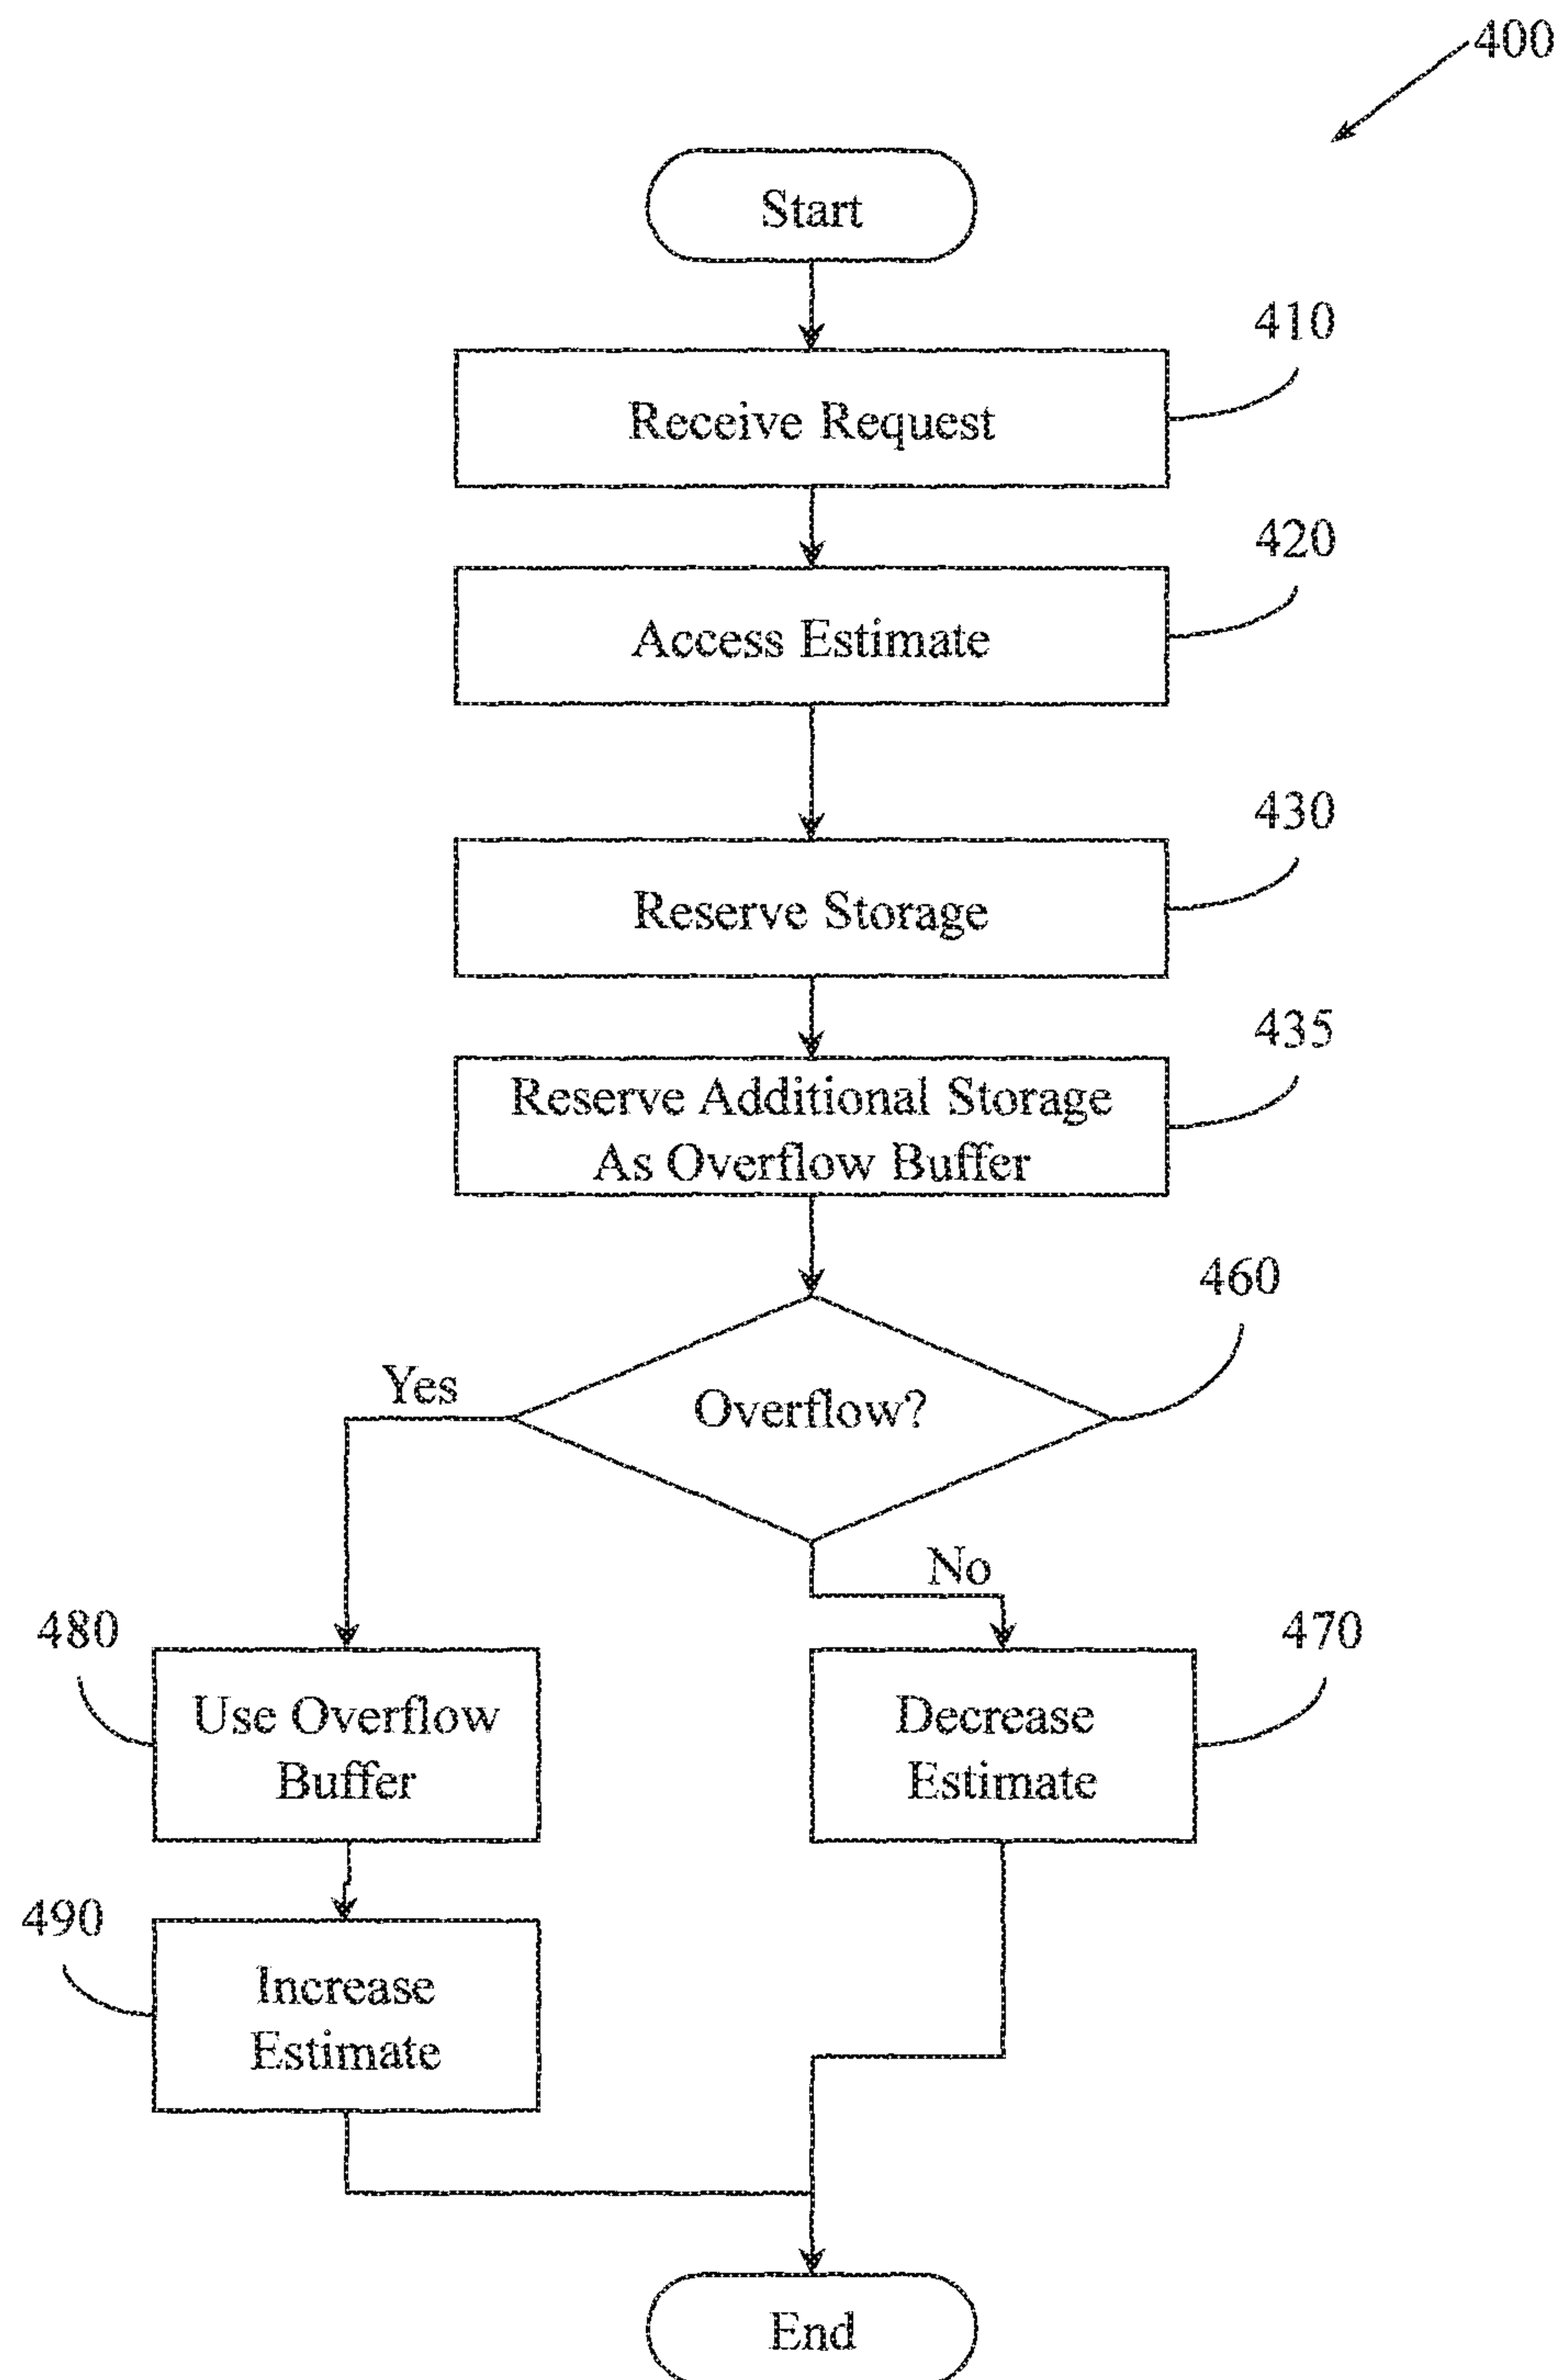 400
Start
410
Receive Request
420
Access Estimate
430
Reserve Storage
435
Reserve Additional Storage
As Overflow Buffer
460
Overflow?
Yes
No
480
Use Overflow
Buffer
470
Decrease
Estimate
490
Increase
Estimate
End